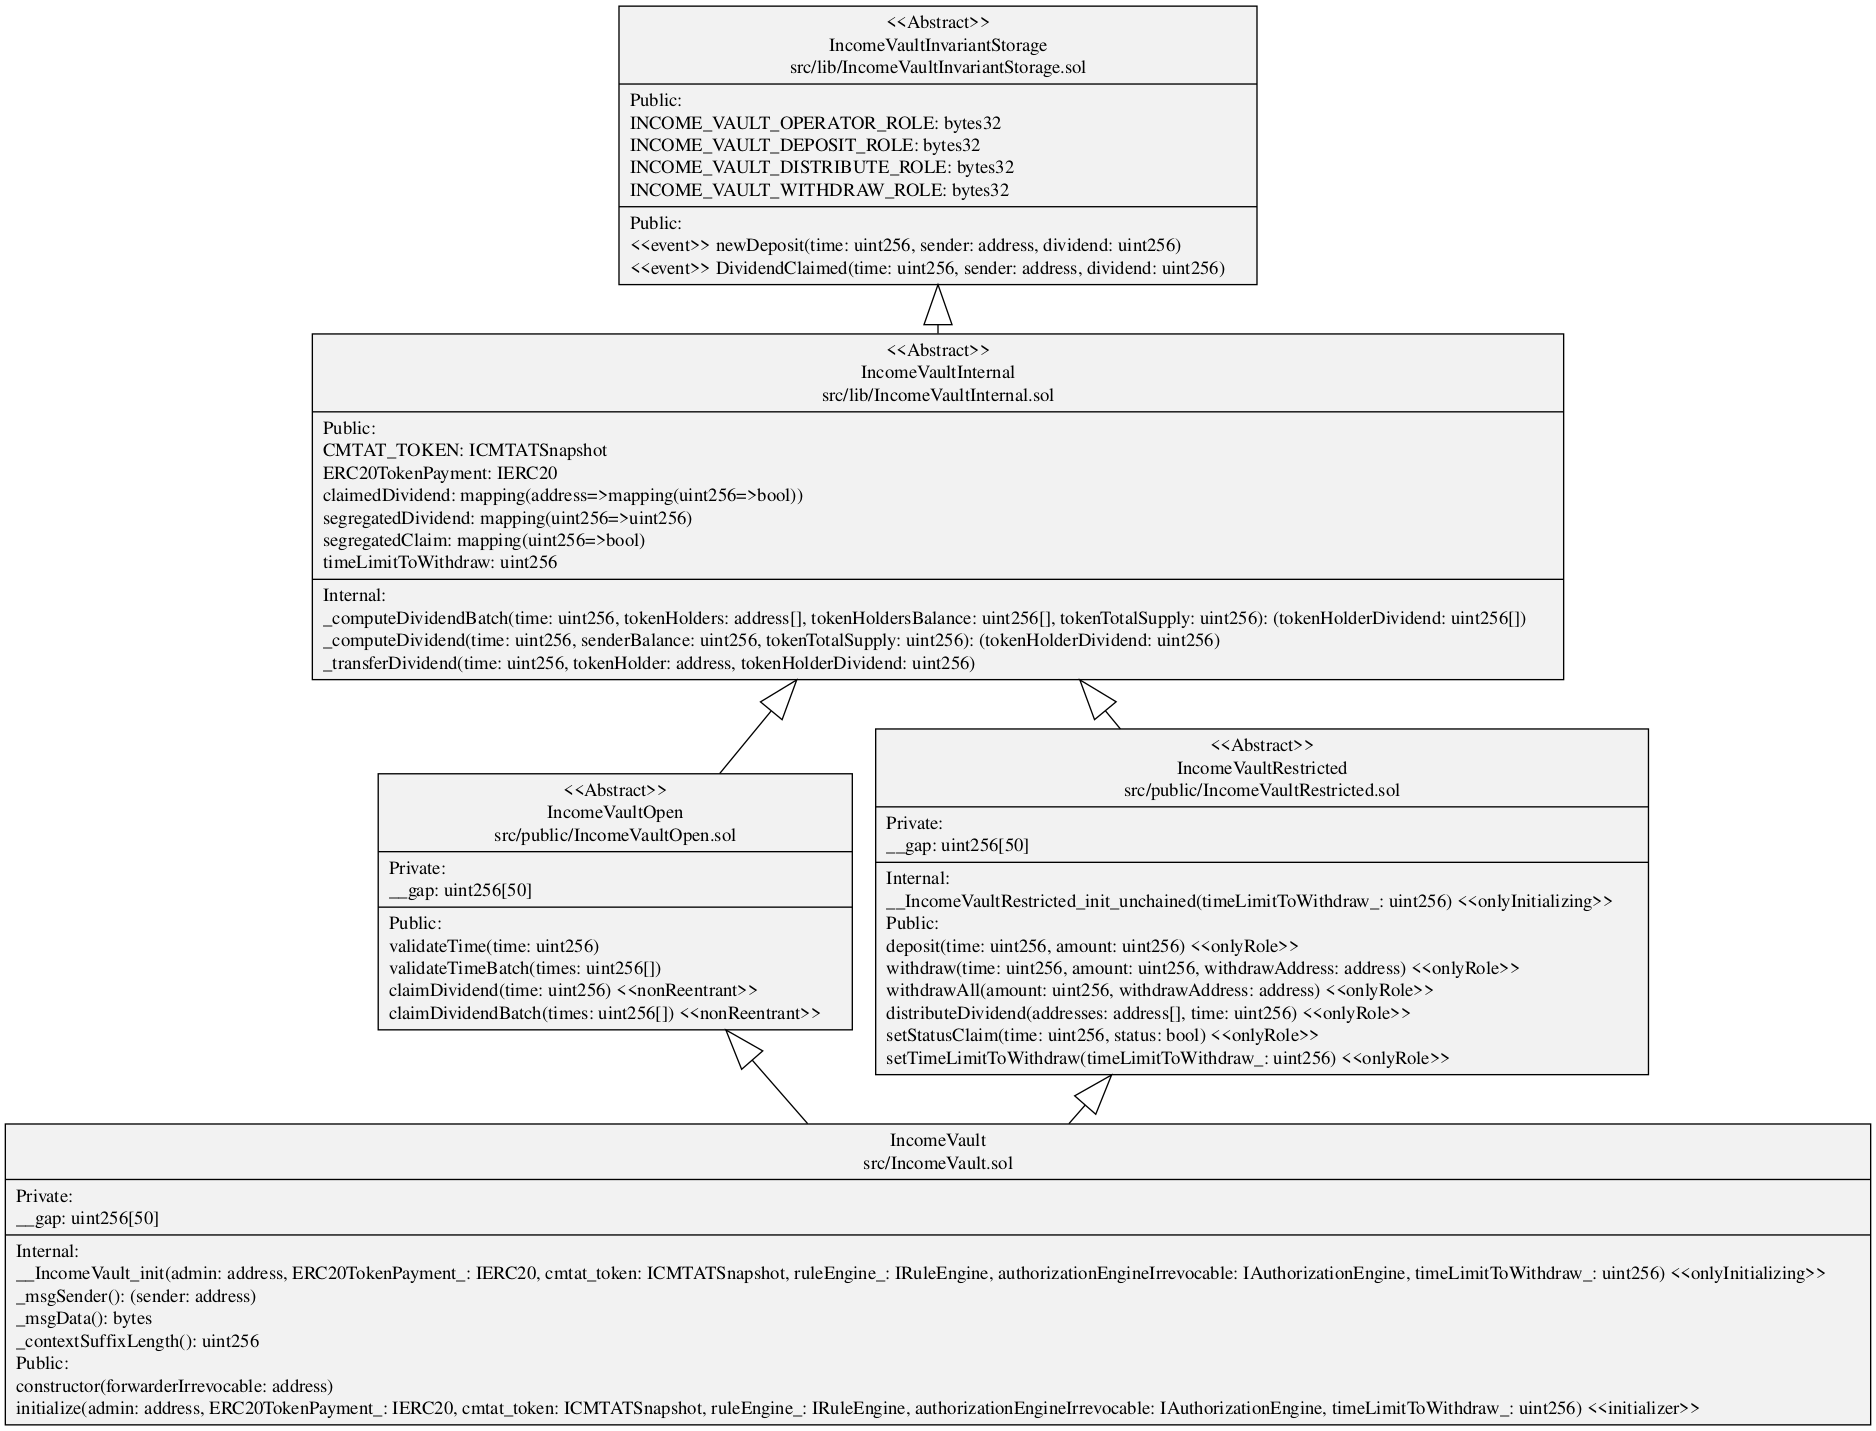 <<Abstract>>
IncomeVaultInvariantStorage
src/lib/IncomeVaultInvariantStorage.sol
Public:
INCOME_VAULT_OPERATOR_ROLE: bytes32
INCOME_VAULT_DEPOSIT_ROLE: bytes32
INCOME_VAULT_DISTRIBUTE_ROLE: bytes32
INCOME_VAULT_WITHDRAW_ROLE: bytes32
Public:
<<event>> newDeposit(time: uint256, sender: address, dividend: uint256)
<<event>> DividendClaimed(time: uint256, sender: address, dividend: uint256)
<<Abstract>>
IncomeVaultInternal
src/lib/IncomeVaultInternal.sol
Public:
CMTAT_TOKEN: ICMTATSnapshot
ERC20TokenPayment: IERC20
claimedDividend: mapping(address=>mapping(uint256=>bool))
segregatedDividend: mapping(uint256=>uint256)
segregatedClaim: mapping(uint256=>bool)
timeLimitToWithdraw: uint256
Internal:
_computeDividendBatch(time: uint256, tokenHolders: address[], tokenHoldersBalance: uint256[], tokenTotalSupply: uint256): (tokenHolderDividend: uint256[])
_computeDividend(time: uint256, senderBalance: uint256, tokenTotalSupply: uint256): (tokenHolderDividend: uint256)
_transferDividend(time: uint256, tokenHolder: address, tokenHolderDividend: uint256)
<<Abstract>>
IncomeVaultOpen
src/public/IncomeVaultOpen.sol
Private:
__gap: uint256[50]
Public:
validateTime(time: uint256)
validateTimeBatch(times: uint256[])
claimDividend(time: uint256) <<nonReentrant>>
claimDividendBatch(times: uint256[]) <<nonReentrant>>
<<Abstract>>
IncomeVaultRestricted
src/public/IncomeVaultRestricted.sol
Private:
__gap: uint256[50]
Internal:
__IncomeVaultRestricted_init_unchained(timeLimitToWithdraw_: uint256) <<onlyInitializing>>
Public:
deposit(time: uint256, amount: uint256) <<onlyRole>>
withdraw(time: uint256, amount: uint256, withdrawAddress: address) <<onlyRole>>
withdrawAll(amount: uint256, withdrawAddress: address) <<onlyRole>>
distributeDividend(addresses: address[], time: uint256) <<onlyRole>>
setStatusClaim(time: uint256, status: bool) <<onlyRole>>
setTimeLimitToWithdraw(timeLimitToWithdraw_: uint256) <<onlyRole>>
IncomeVault
src/IncomeVault.sol
Private:
__gap: uint256[50]
Internal:
__IncomeVault_init(admin: address, ERC20TokenPayment_: IERC20, cmtat_token: ICMTATSnapshot, ruleEngine_: IRuleEngine, authorizationEngineIrrevocable: IAuthorizationEngine, timeLimitToWithdraw_: uint256) <<onlyInitializing>>
_msgSender(): (sender: address)
_msgData(): bytes
_contextSuffixLength(): uint256
Public:
constructor(forwarderIrrevocable: address)
initialize(admin: address, ERC20TokenPayment_: IERC20, cmtat_token: ICMTATSnapshot, ruleEngine_: IRuleEngine, authorizationEngineIrrevocable: IAuthorizationEngine, timeLimitToWithdraw_: uint256) <<initializer>>